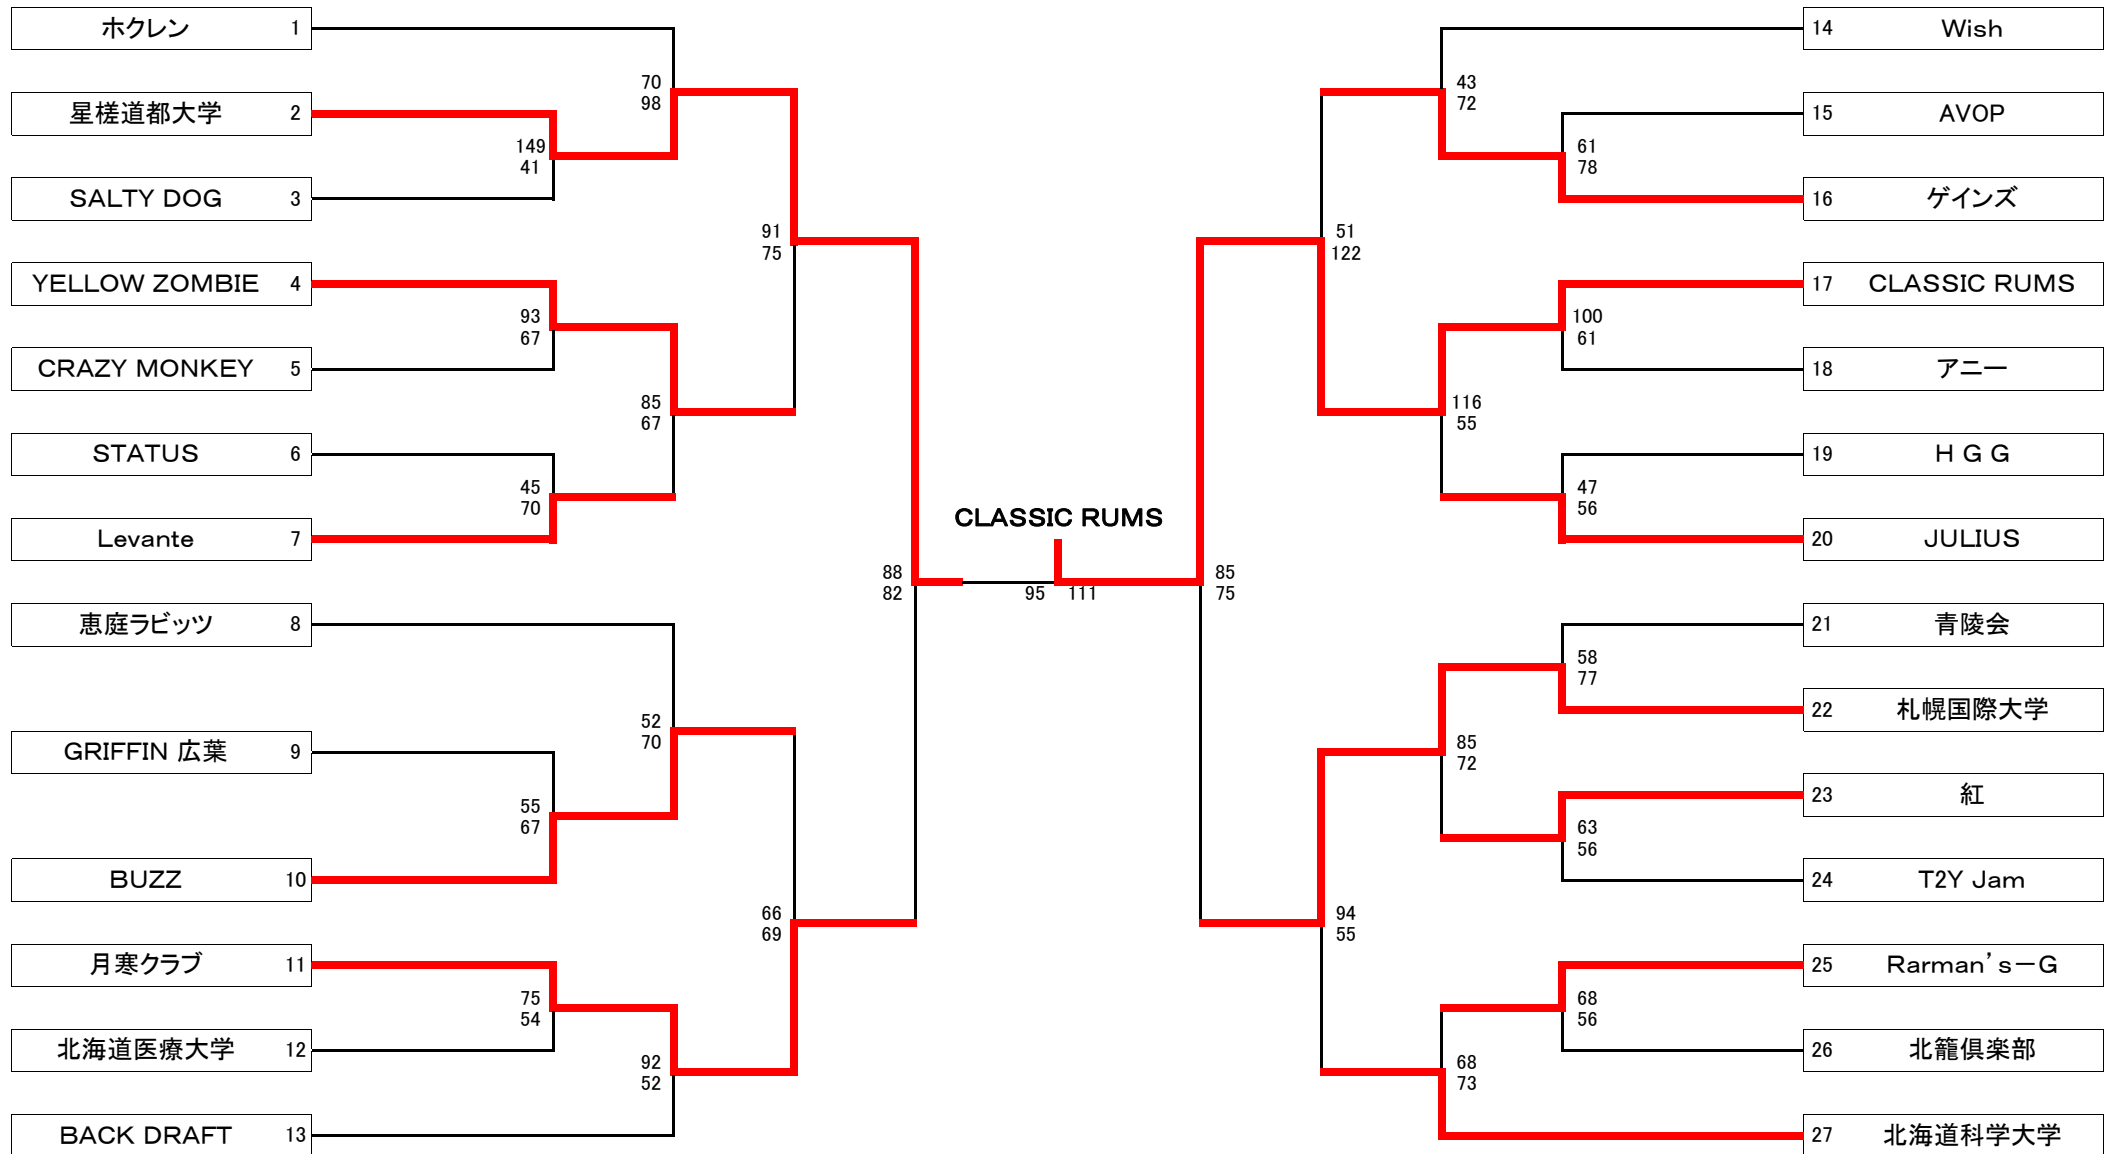 ホクレン 1
70
98
星槎道都大学 2
149
41
SALTY DOG 3
91
75
YELLOW ZOMBIE 4
93
67
CRAZY MONKEY 5
85
67
STATUS 6
45
70
Levante 7
88
82
恵庭ラビッツ 8
52
70
GRIFFIN 広葉 9
55
67
BUZZ 10
66
69
月寒クラブ 11
75
54
北海道医療大学 12
92
52
BACK DRAFT 13
CLASSIC RUMS
95 111
14 Wish
43
72
15 AVOP
61
78
16 ゲインズ
51
122
17 CLASSIC RUMS
100
61
18 アニー
116
55
19 H G G
47
56
20 JULIUS
85
75
21 青陵会
58
77
22 札幌国際大学
85
72
23 紅
63
56
24 T2Y Jam
94
55
25 Rarman's－G
68
56
26 北籠倶楽部
68
73
27 北海道科学大学